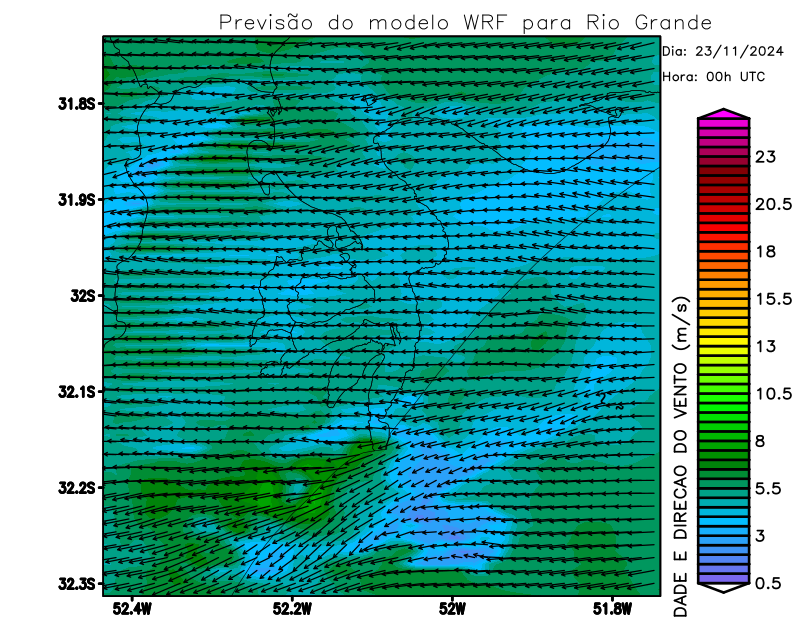 Previsão do modelo WRF para Rio Grande
Dia: 23/11/2024
Hora: 00h UTC
31.8S
31.9S
32S
32.1S
32.2S
32.3S
52.4W
52.2W
52W
51.8W
DADE E DIRECAO DO VENTO (m/s)
23
20.5
18
15.5
13
10.5
8
5.5
3
0.5